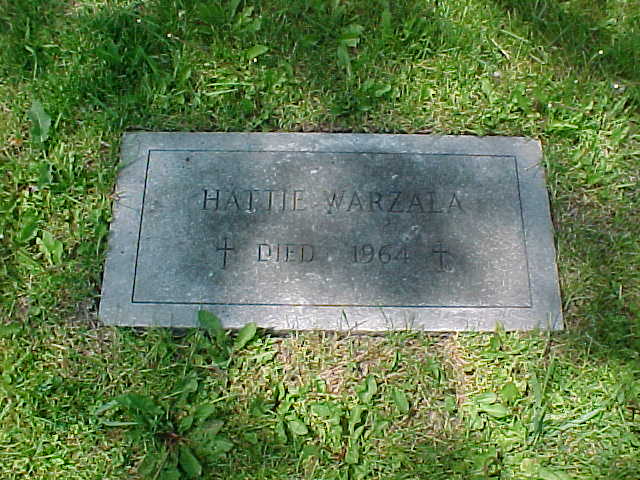 HATTIE WARZALA
† DIED 1964 †